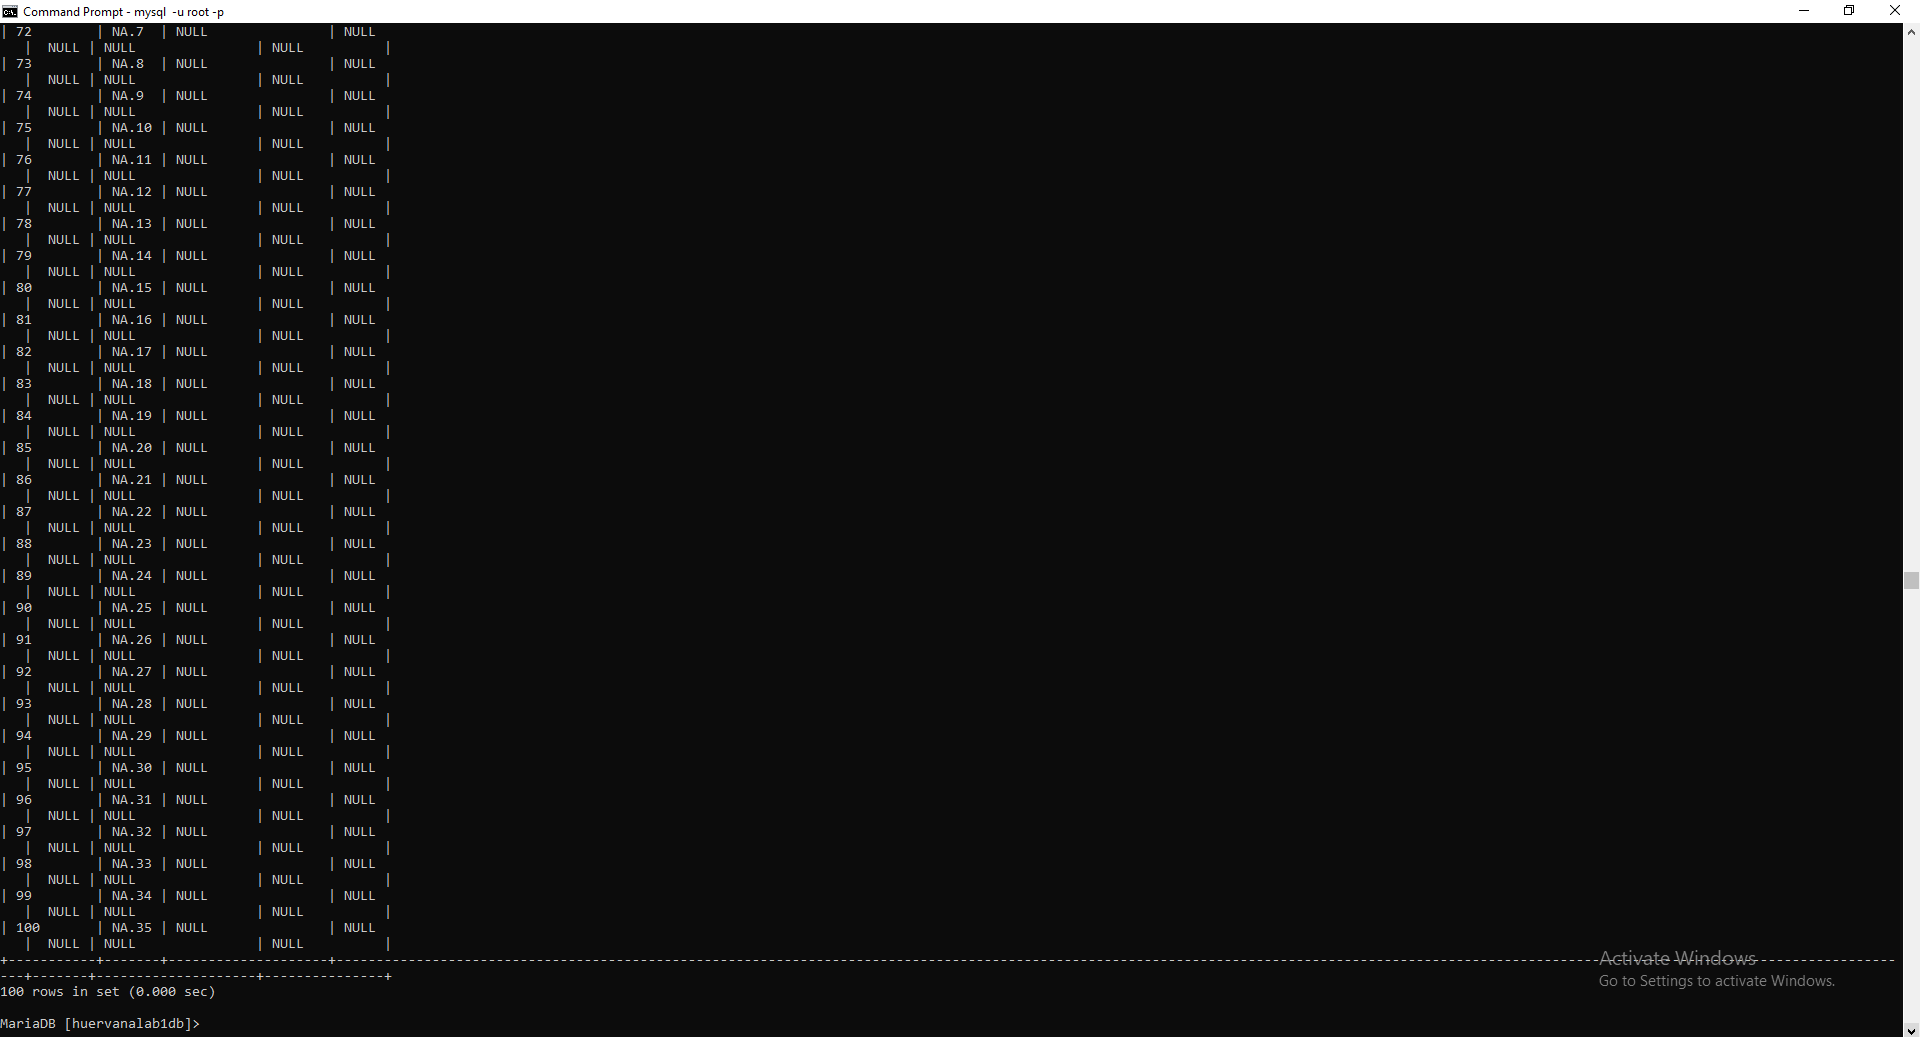 Command Prompt - mysql -u root -p
| 72 | NA.7 | NULL | NULL
| NULL | NULL | NULL |
| 73 | NA.8 | NULL | NULL
| NULL | NULL | NULL |
| 74 | NA.9 | NULL | NULL
| NULL | NULL | NULL |
| 75 | NA.10 | NULL | NULL
| NULL | NULL | NULL |
| 76 | NA.11 | NULL | NULL
| NULL | NULL | NULL |
| 77 | NA.12 | NULL | NULL
| NULL | NULL | NULL |
| 78 | NA.13 | NULL | NULL
| NULL | NULL | NULL |
| 79 | NA.14 | NULL | NULL
| NULL | NULL | NULL |
| 80 | NA.15 | NULL | NULL
| NULL | NULL | NULL |
| 81 | NA.16 | NULL | NULL
| NULL | NULL | NULL |
| 82 | NA.17 | NULL | NULL
| NULL | NULL | NULL |
| 83 | NA.18 | NULL | NULL
| NULL | NULL | NULL |
| 84 | NA.19 | NULL | NULL
| NULL | NULL | NULL |
| 85 | NA.20 | NULL | NULL
| NULL | NULL | NULL |
| 86 | NA.21 | NULL | NULL
| NULL | NULL | NULL |
| 87 | NA.22 | NULL | NULL
| NULL | NULL | NULL |
| 88 | NA.23 | NULL | NULL
| NULL | NULL | NULL |
| 89 | NA.24 | NULL | NULL
| NULL | NULL | NULL |
| 90 | NA.25 | NULL | NULL
| NULL | NULL | NULL |
| 91 | NA.26 | NULL | NULL
| NULL | NULL | NULL |
| 92 | NA.27 | NULL | NULL
| NULL | NULL | NULL |
| 93 | NA.28 | NULL | NULL
| NULL | NULL | NULL |
| 94 | NA.29 | NULL | NULL
| NULL | NULL | NULL |
| 95 | NA.30 | NULL | NULL
| NULL | NULL | NULL |
| 96 | NA.31 | NULL | NULL
| NULL | NULL | NULL |
| 97 | NA.32 | NULL | NULL
| NULL | NULL | NULL |
| 98 | NA.33 | NULL | NULL
| NULL | NULL | NULL |
| 99 | NA.34 | NULL | NULL
| NULL | NULL | NULL |
| 100 | NA.35 | NULL | NULL
| NULL | NULL | NULL |
100 rows in set (0.000 sec)
MariaDB [huervanalab1db]>
Activate Windows
Go to Settings to activate Windows.